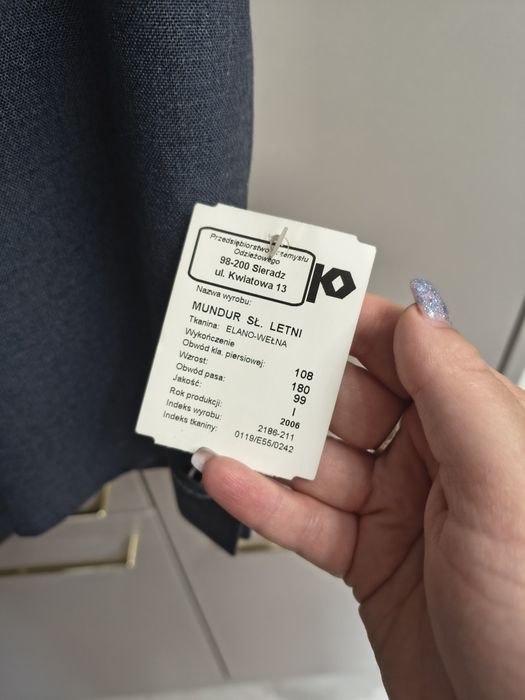 Przedsiębiorstwo Przemysłu
Odzieżowego
98-200 Sieradz
ul. Kwiatowa 13
Nazwa wyrobu:
MUNDUR SŁ. LETNI
Tkanina: ELANO-WEŁNA
Wykończenie
Obwód kla. piersiowej: 108
Wzrost: 180
Obwód pasa: 99
Jakość: I
Rok produkcji: 2006
Indeks wyrobu: 2186-211
Indeks tkaniny: 0119/E55/0242